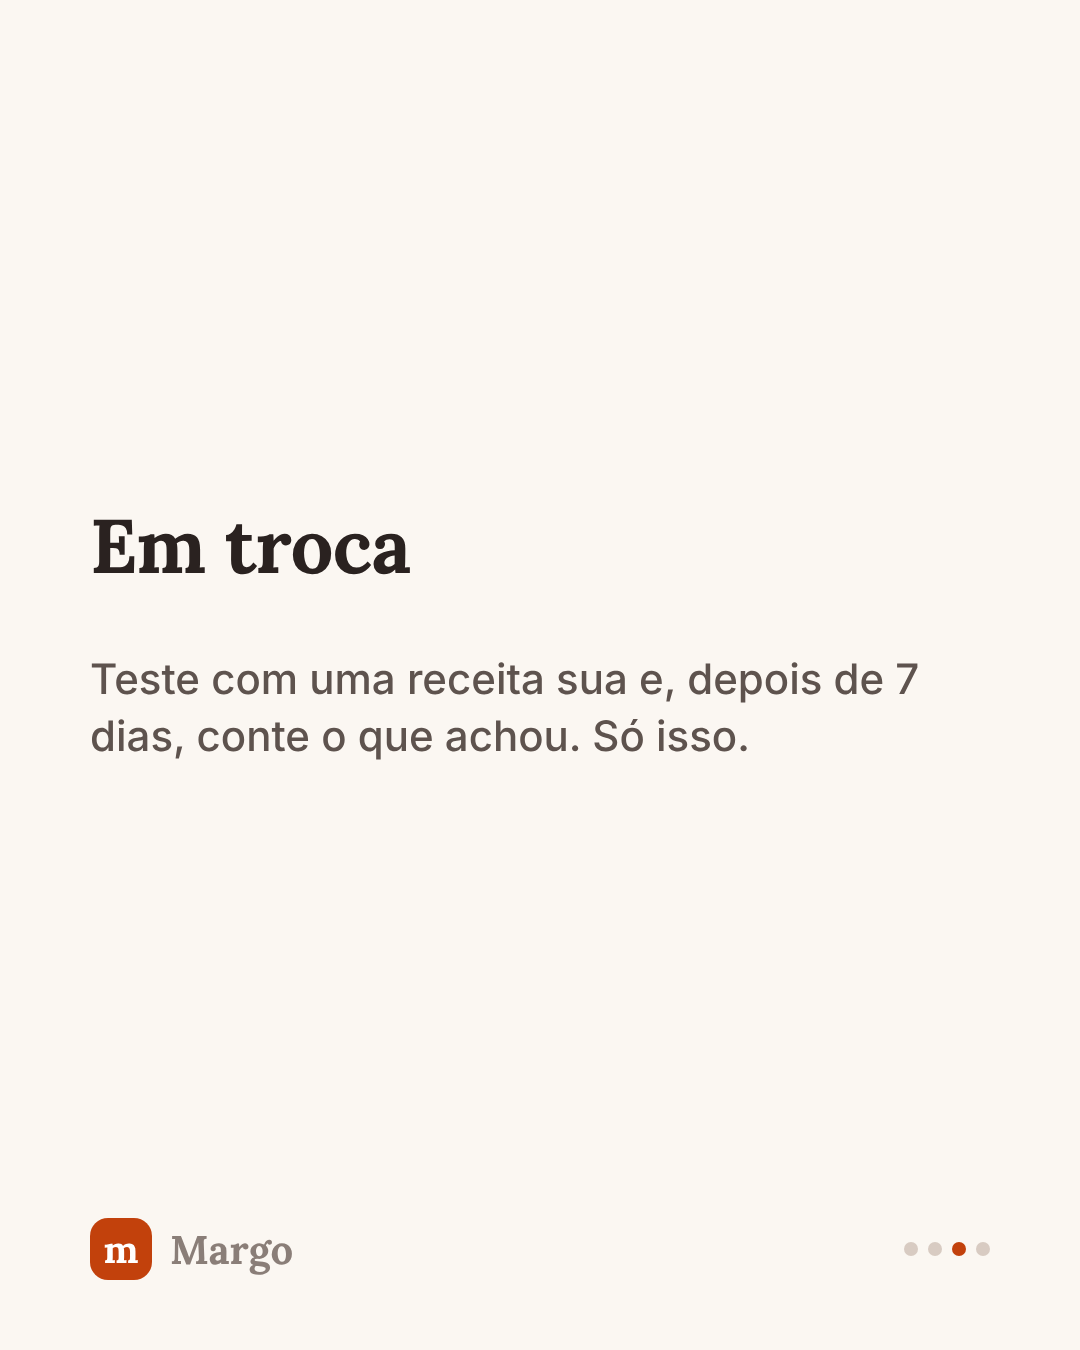 Em troca
Teste com uma receita sua e, depois de 7
dias, conte o que achou. Só isso.
m Margo